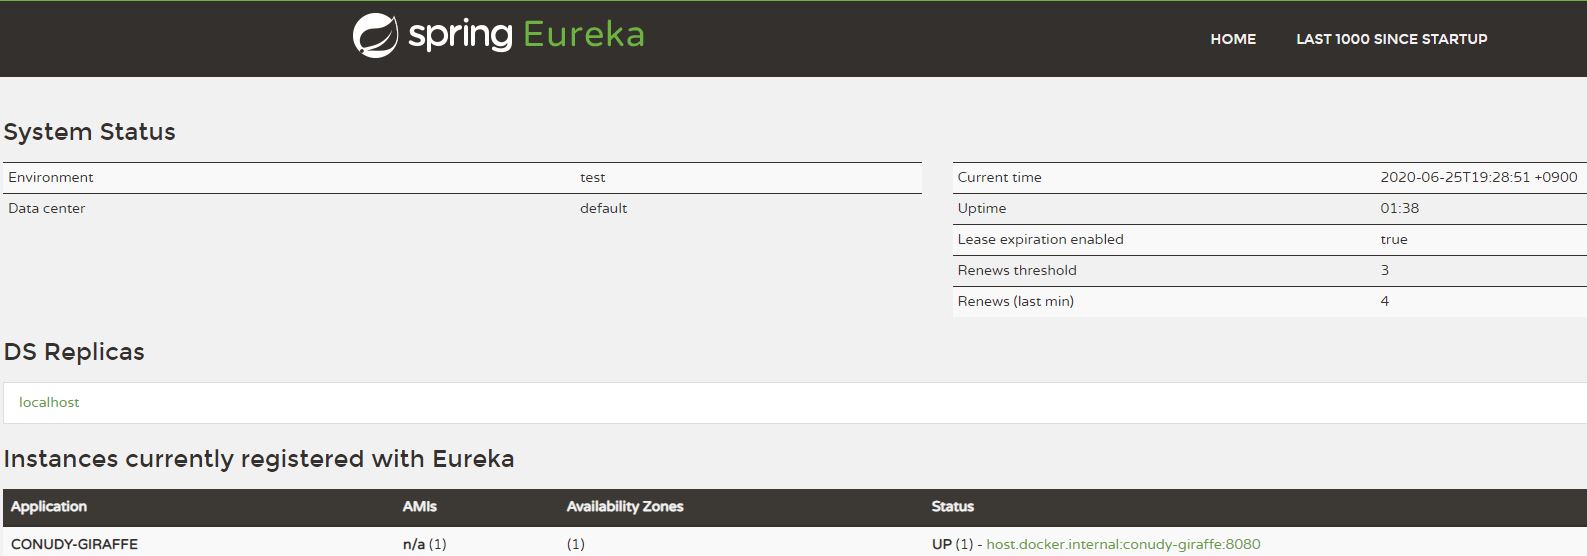 spring Eureka
HOME LAST 1000 SINCE STARTUP
System Status
Environment test
Data center default
Current time 2020-06-25T19:28:51 +0900
Uptime 01:38
Lease expiration enabled true
Renews threshold 3
Renews (last min) 4
DS Replicas
localhost
Instances currently registered with Eureka
Application AMIs Availability Zones Status
CONUDY-GIRAFFE n/a (1) (1) UP (1) - host.docker.internal:conudy-giraffe:8080